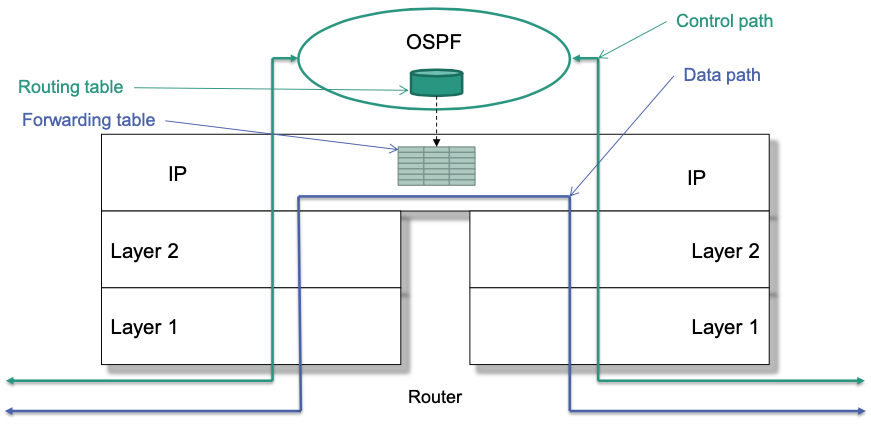 Control path
OSPF
Data path
Routing table
Forwarding table
IP
IP
Layer 2
Layer 2
Layer 1
Layer 1
Router